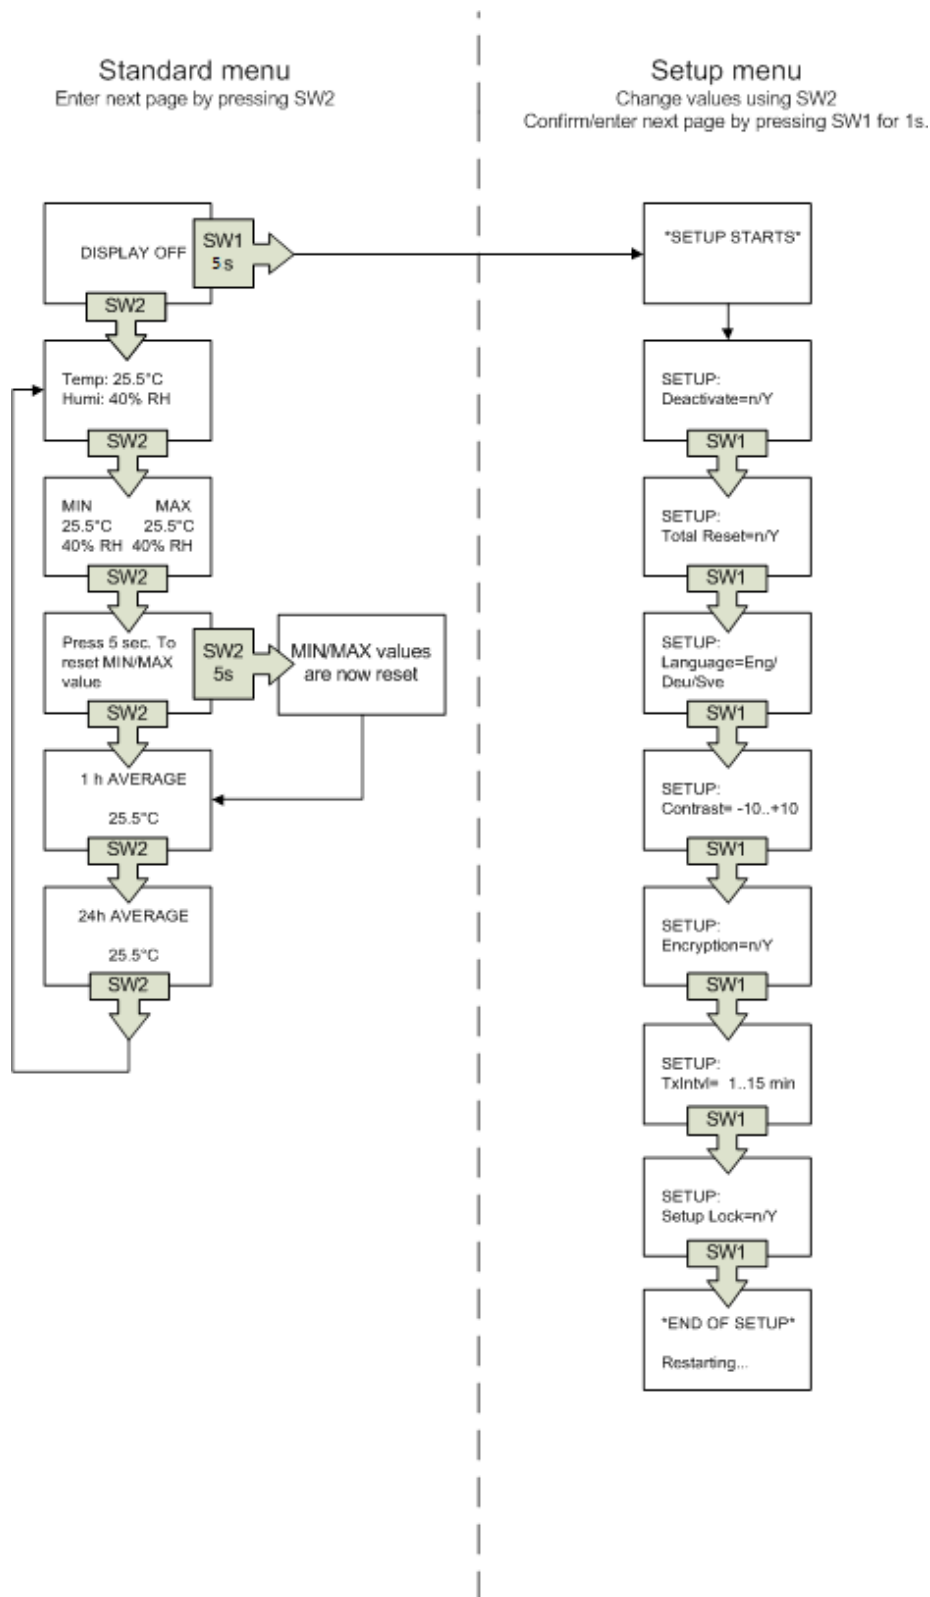 Standard menu
Enter next page by pressing SW2
DISPLAY OFF
SW1
5s
SW2
Temp: 25.5°C
Humi: 40% RH
SW2
MIN MAX
25.5°C 25.5°C
40% RH 40% RH
SW2
Press 5 sec. To
reset MIN/MAX
value
SW2
5s
MIN/MAX values
are now reset
SW2
1 h AVERAGE
25.5°C
SW2
24h AVERAGE
25.5°C
SW2
Setup menu
Change values using SW2
Confirm/enter next page by pressing SW1 for 1s.
*SETUP STARTS*
SETUP:
Deactivate=n/Y
SW1
SETUP:
Total Reset=n/Y
SW1
SETUP:
Language=Eng/
Deu/Sve
SW1
SETUP:
Contrast= -10..+10
SW1
SETUP:
Encryption=n/Y
SW1
SETUP:
TxIntvl= 1..15 min
SW1
SETUP:
Setup Lock=n/Y
SW1
*END OF SETUP*
Restarting...